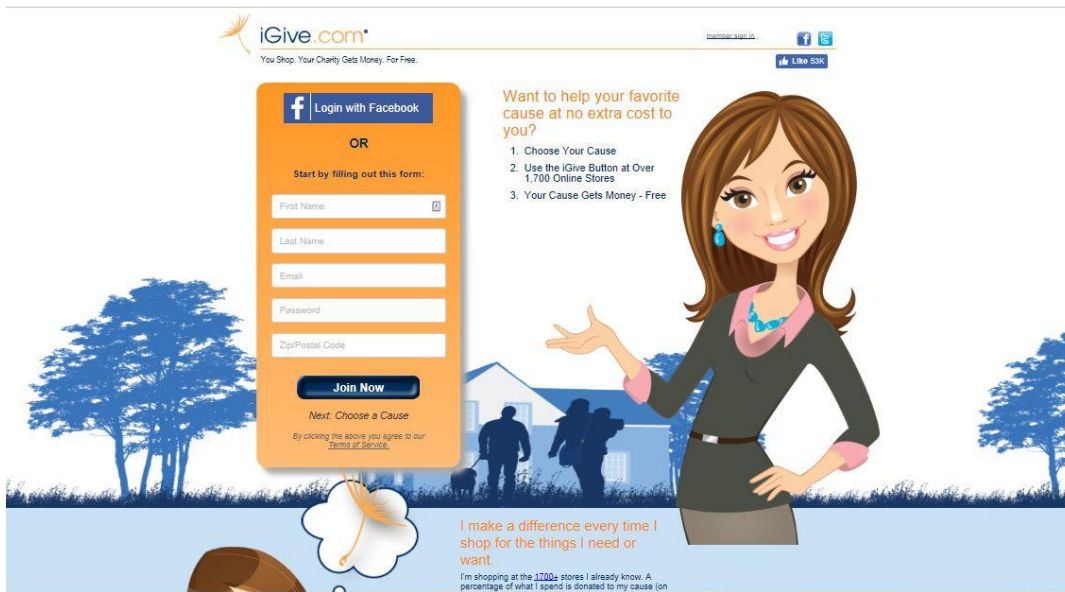 iGive.com
member sign in
You Shop. Your Charity Gets Money. For Free.
Like 53K
Login with Facebook
OR
Start by filling out this form:
First Name
Last Name
Email
Password
Zip/Postal Code
Join Now
Next: Choose a Cause
By clicking the above you agree to our
Terms of Service.
Want to help your favorite
cause at no extra cost to
you?
1. Choose Your Cause
2. Use the iGive Button at Over
1,700 Online Stores
3. Your Cause Gets Money - Free
I make a difference every time I
shop for the things I need or
want.
I'm shopping at the 1700+ stores I already know. A
percentage of what I spend is donated to my cause (on